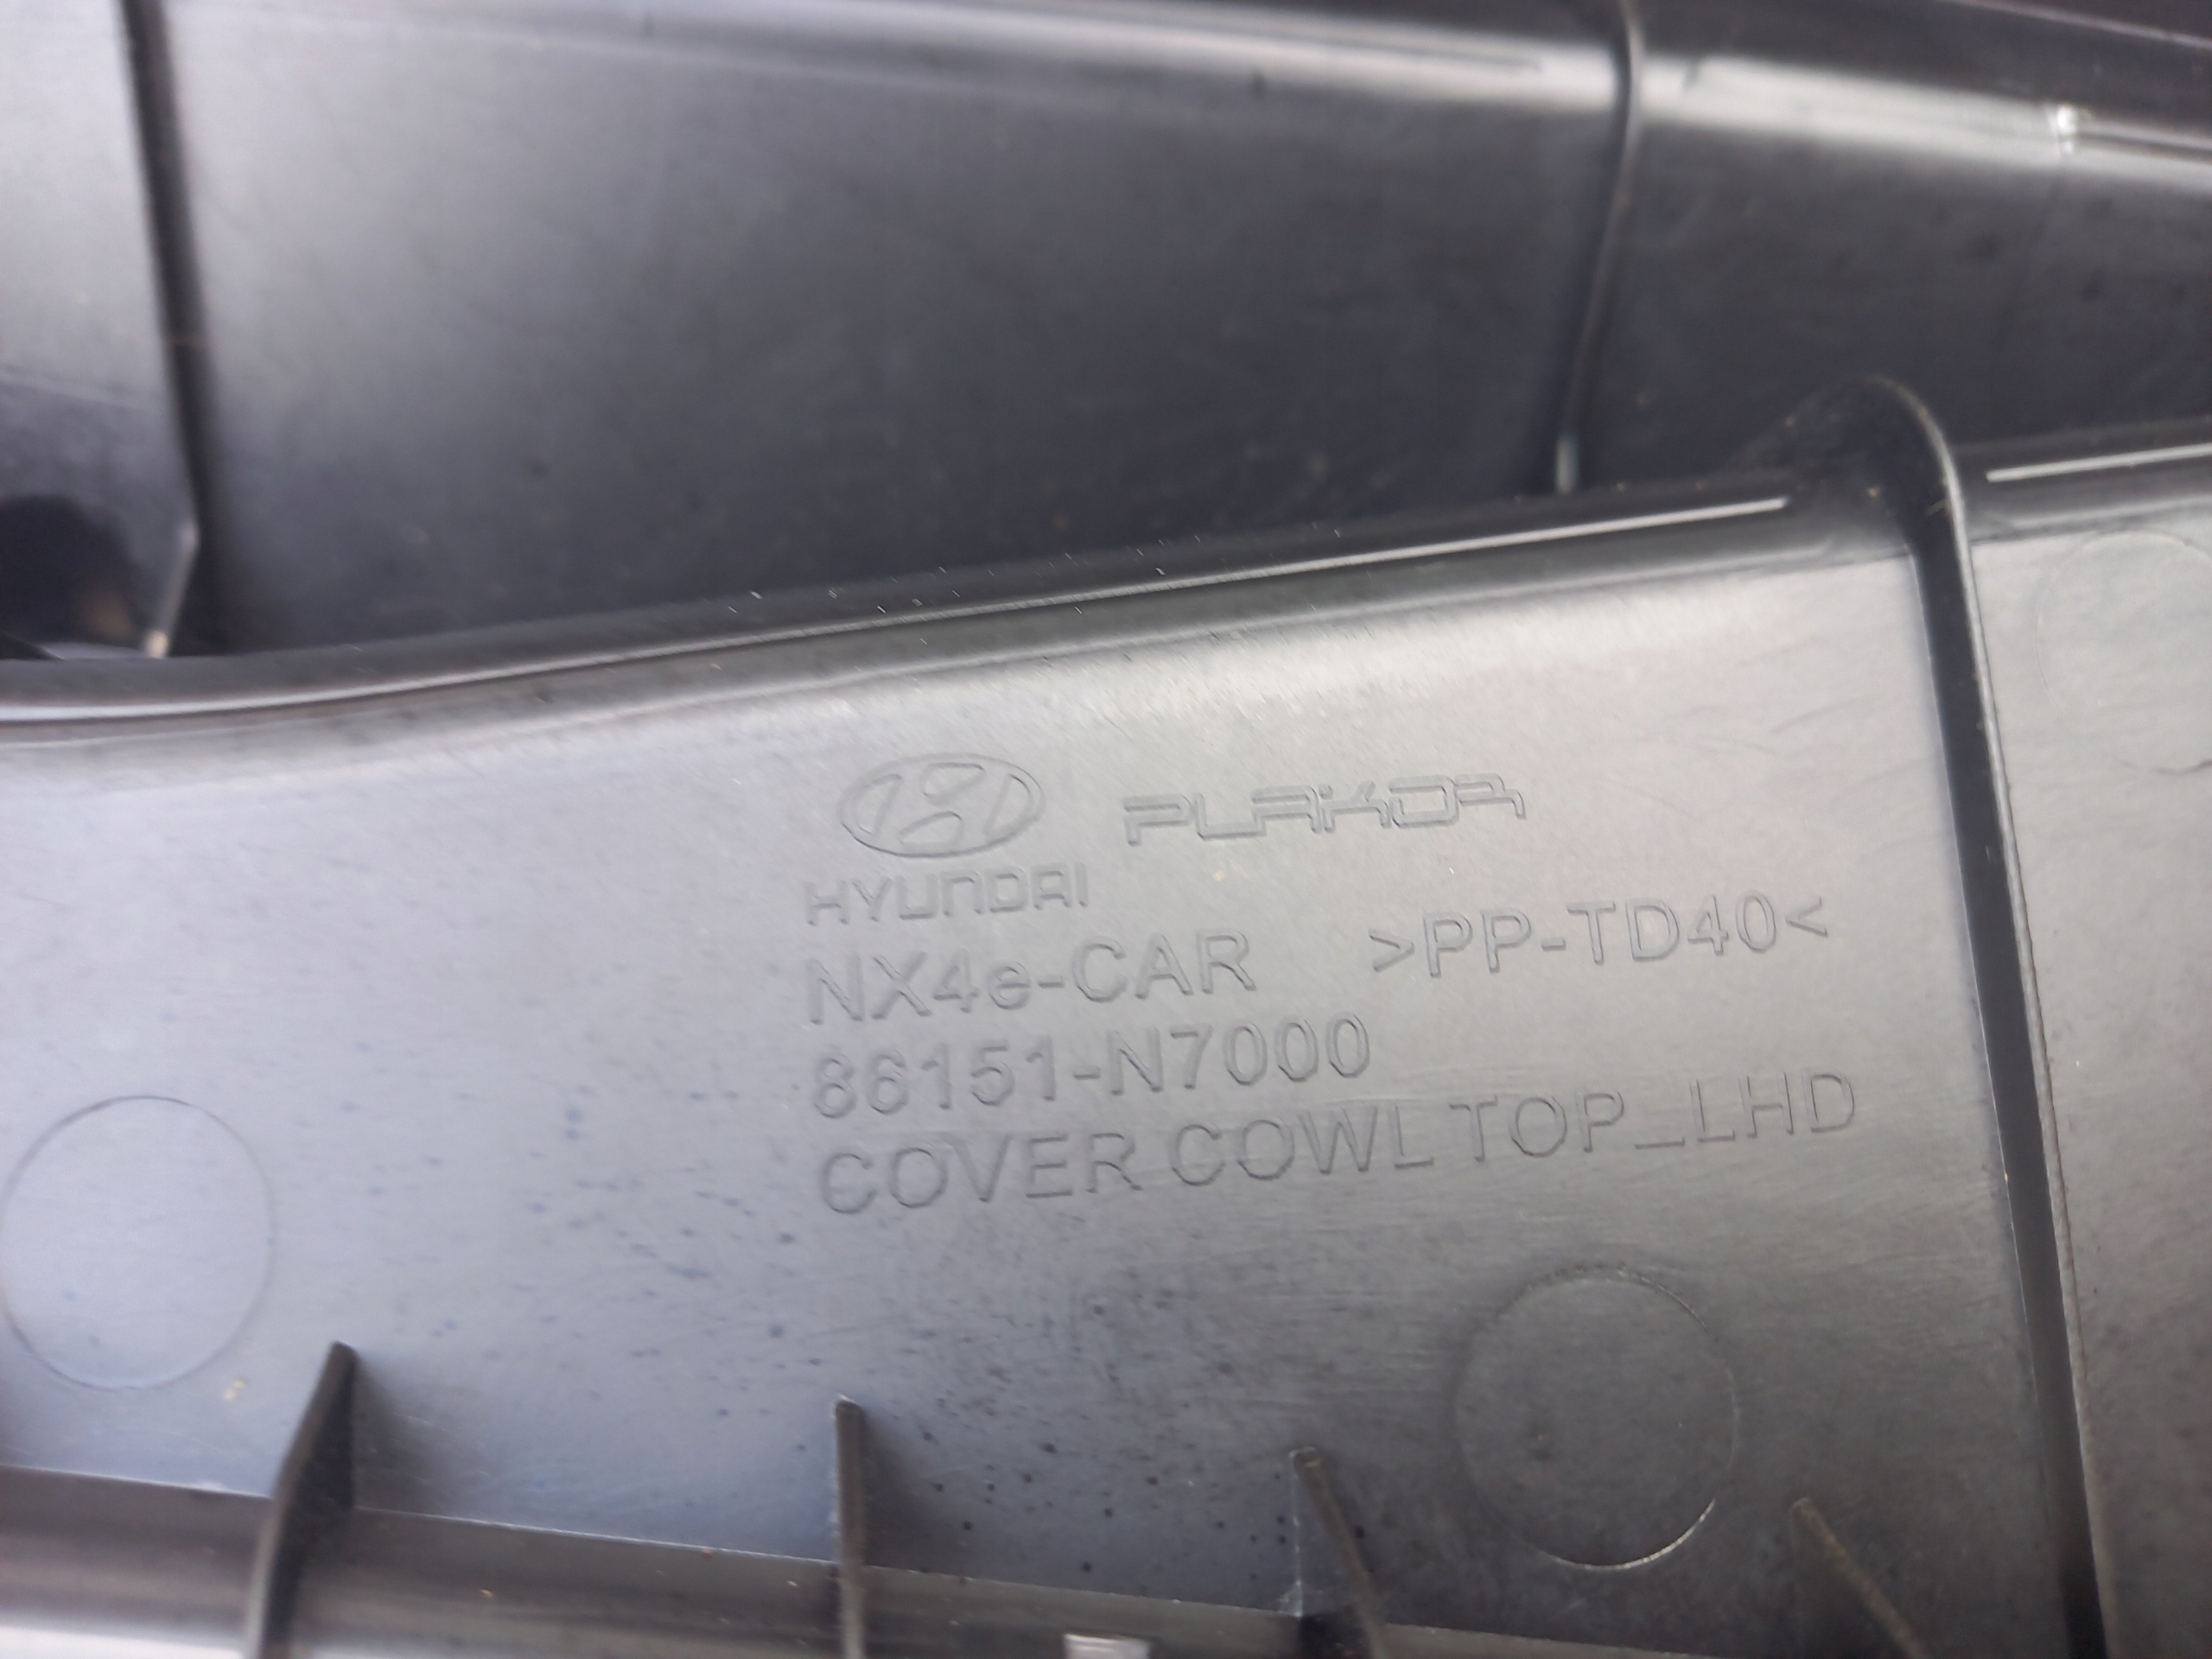 PLAKOR
HYUNDAI
NX4e-CAR >PP-TD40<
86151-N7000
COVER COWL TOP_LHD